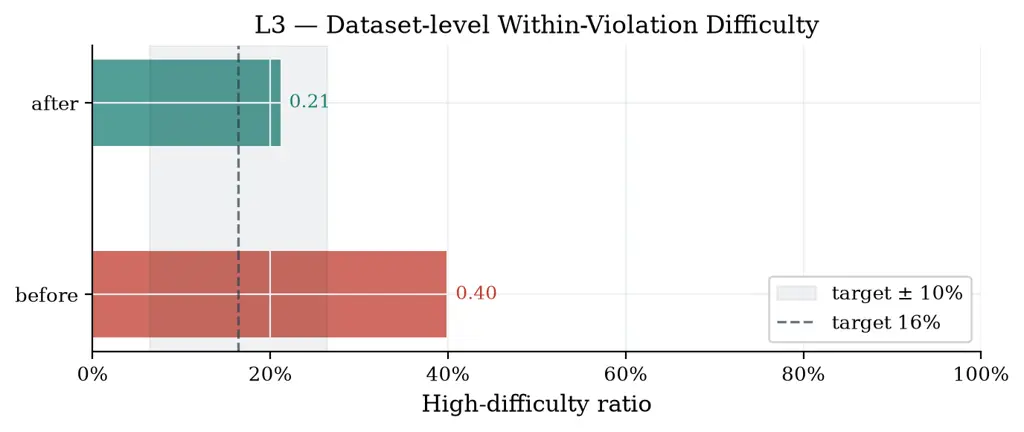 L3 — Dataset-level Within-Violation Difficulty
after
0.21
before
0.40
target ± 10%
target 16%
0%
20%
40%
60%
80%
100%
High-difficulty ratio